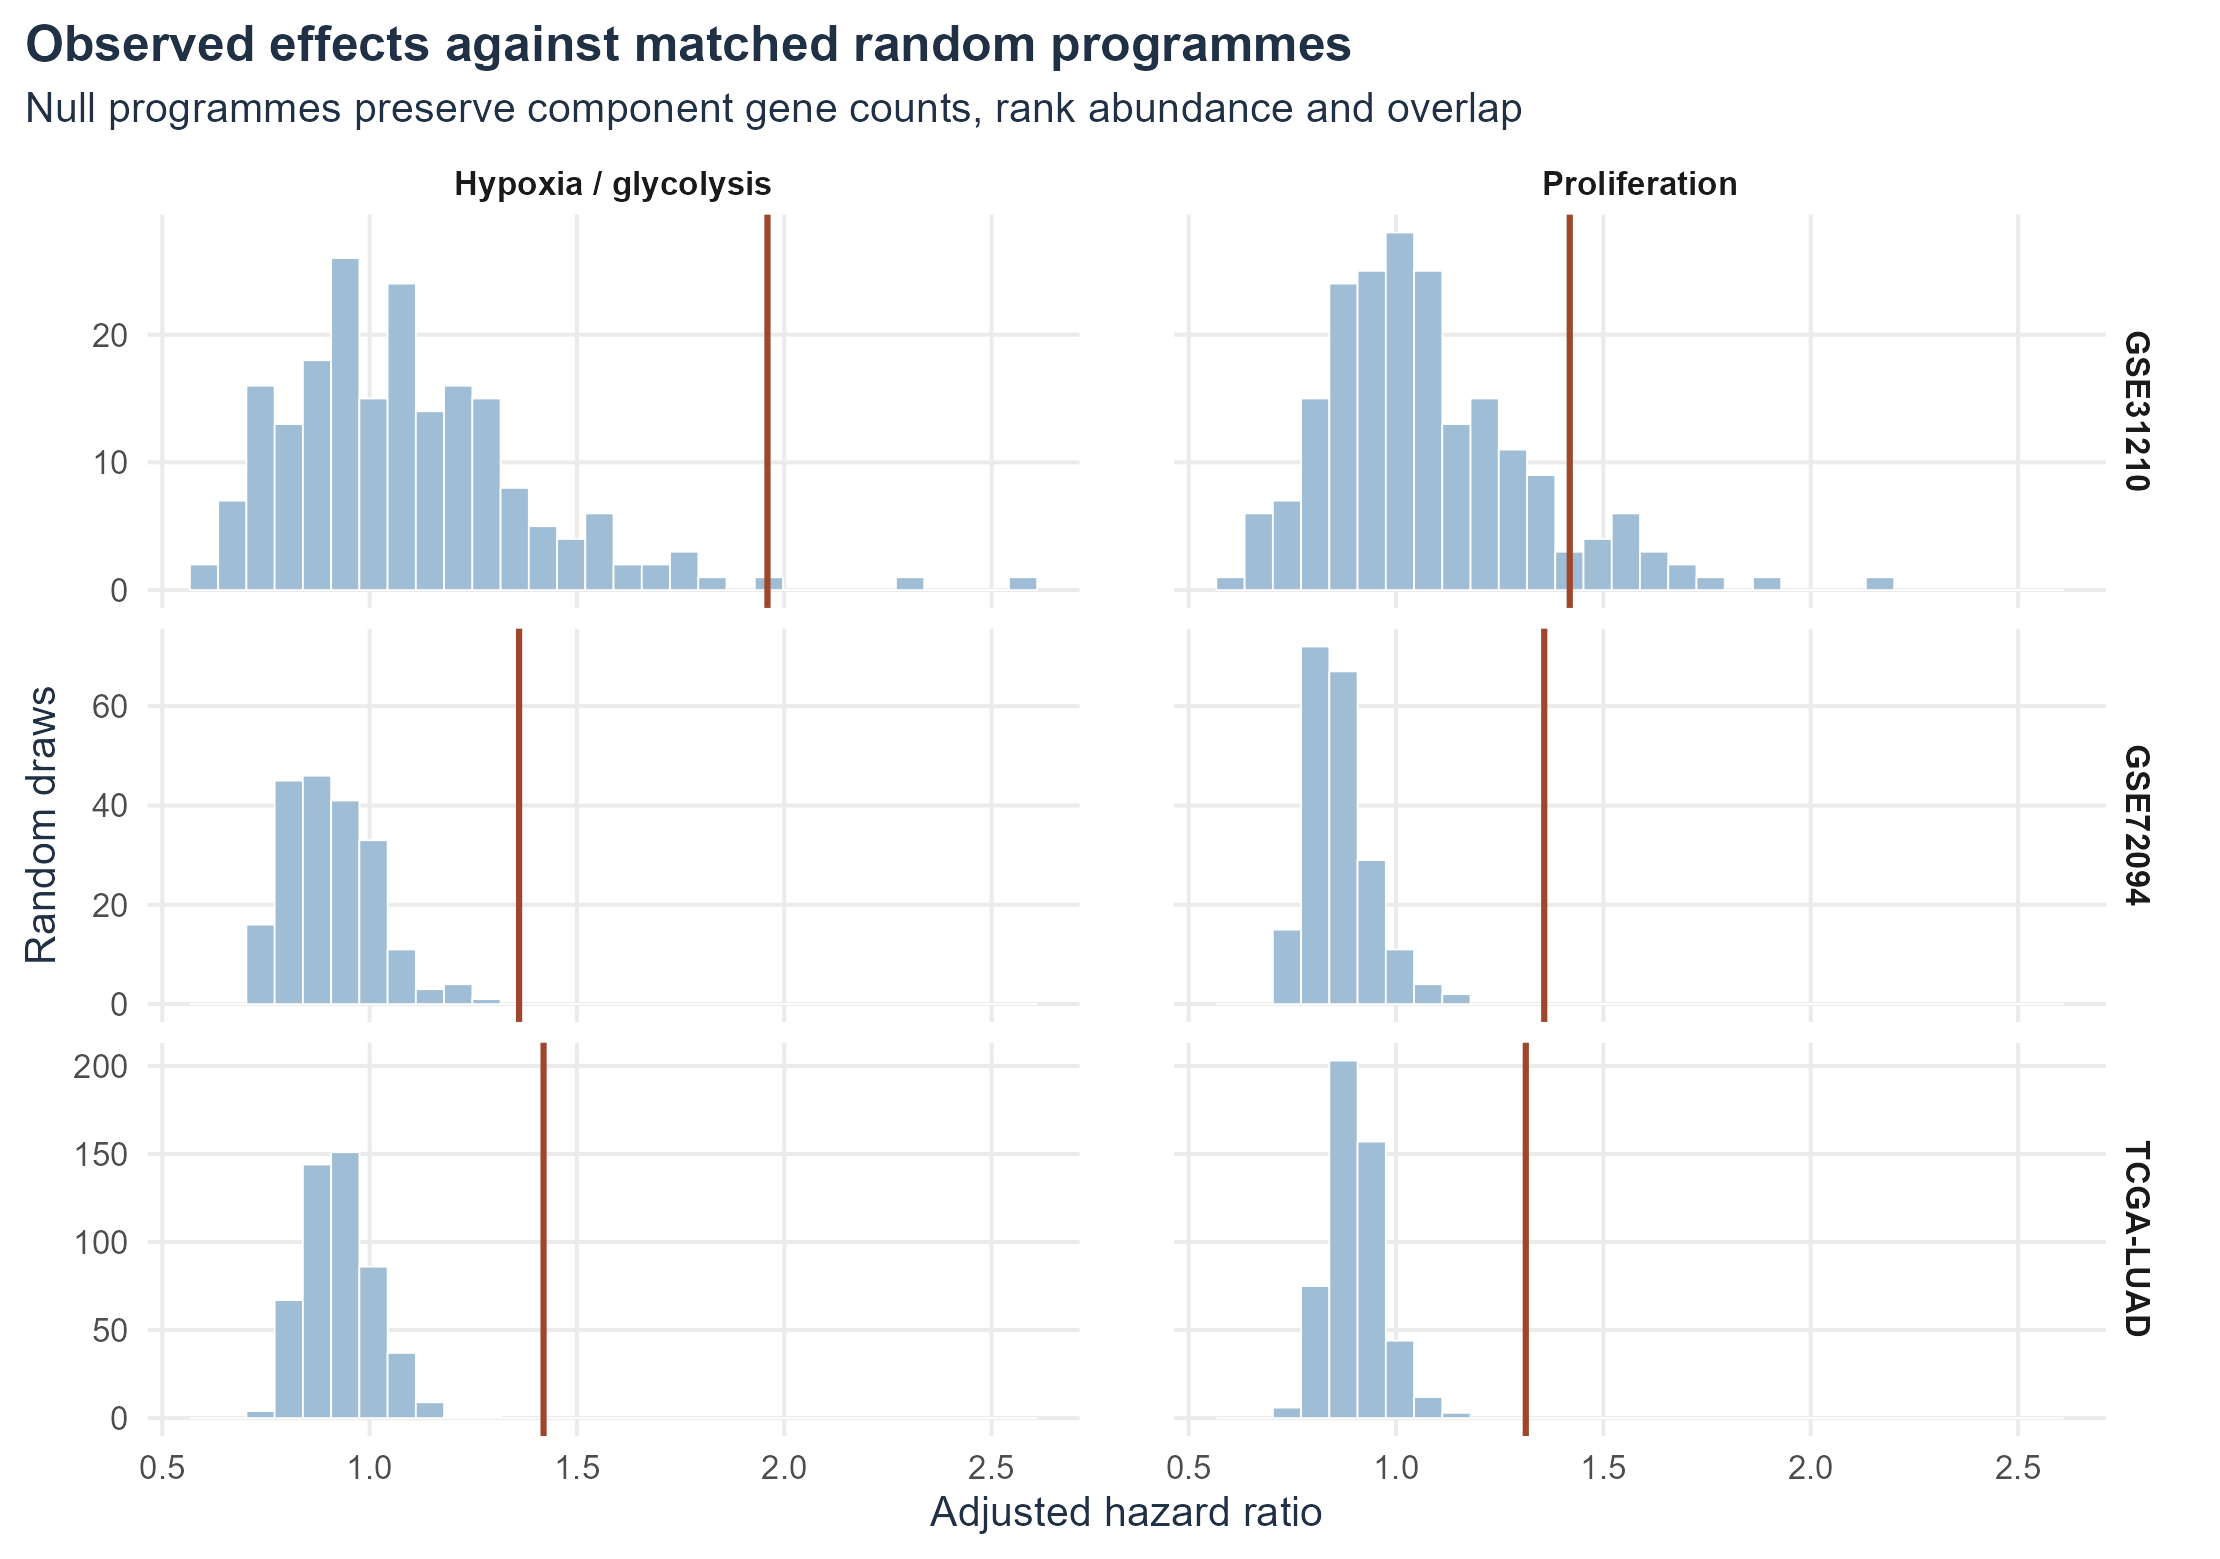 Observed effects against matched random programmes
Null programmes preserve component gene counts, rank abundance and overlap
Hypoxia / glycolysis
Proliferation
20
10
0
GSE31210
60
40
20
0
GSE72094
200
150
100
50
0
TCGA-LUAD
Random draws
0.5 1.0 1.5 2.0 2.5
0.5 1.0 1.5 2.0 2.5
Adjusted hazard ratio